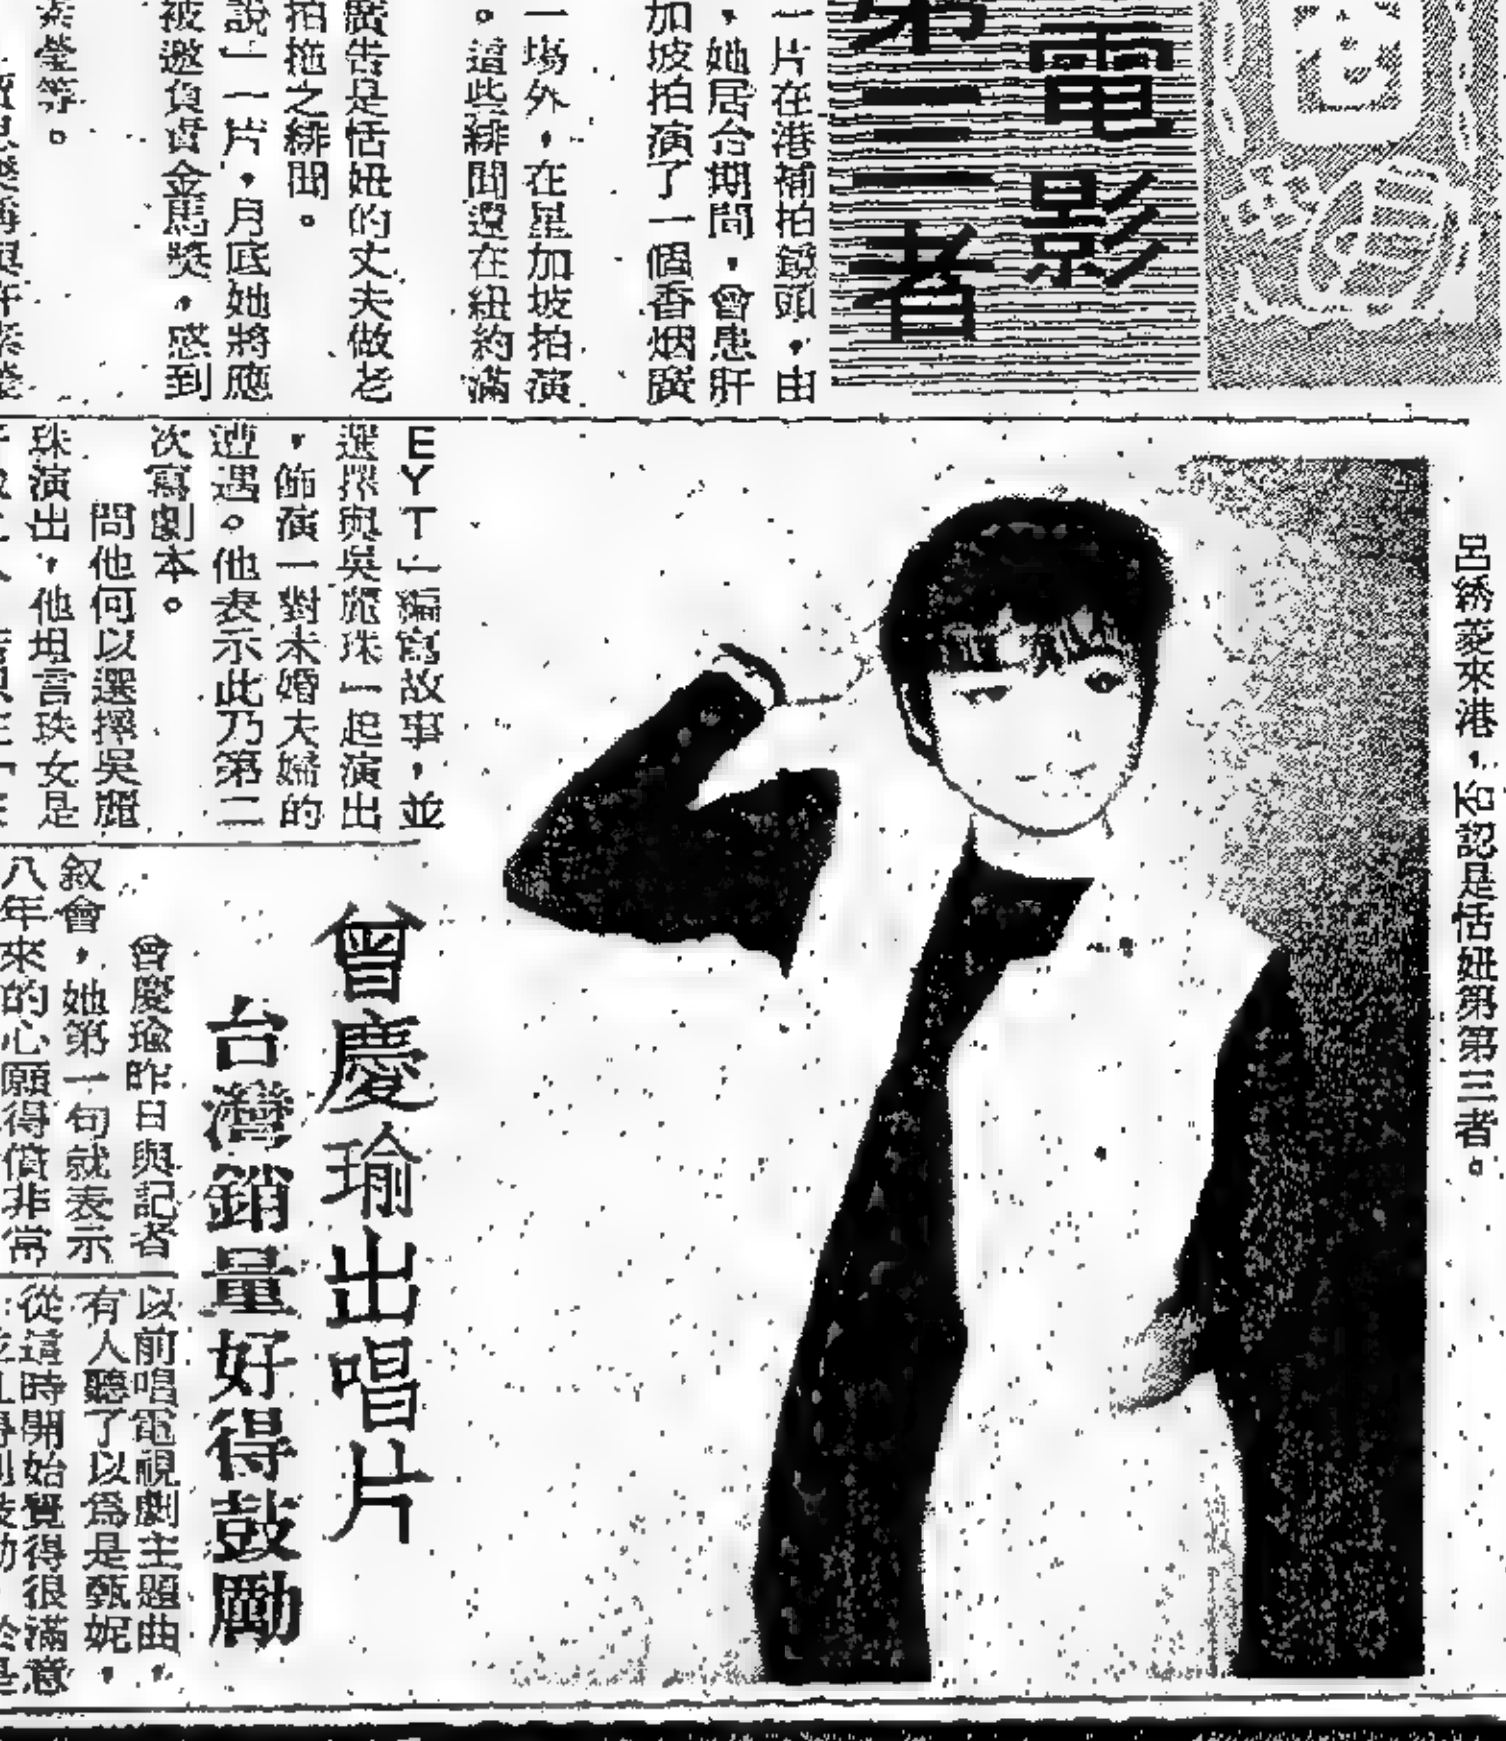 電影
第三者
一片在港補拍鏡頭，由
，她居台期間，曾患肝
加坡拍演了一個香烟廣
一場外，在星加坡拍演
。這些緋聞還在紐約滿
廣告是恬妞的丈夫做老
拍拖之緋聞。
說」一片，月底她將應
被邀負責金馬獎，感到
等。
呂綉菱來港，否認是恬妞第第三者。
EYT」編寫故事，並
選擇與吳麗珠一起演出
，飾演一對未婚夫婦的
遭遇。他表示此乃第二
次寫劇本。
問他何以選擇吳麗
珠演出，他坦言珠女是
曾慶瑜出唱片
台灣銷量好得鼓勵
曾慶瑜昨日與記者
叙會，她第一句就表示
八年來的心願得償非常
以前唱電視劇主題曲，
有人聽了以爲是甄妮，
從這時開始覺得很滿意